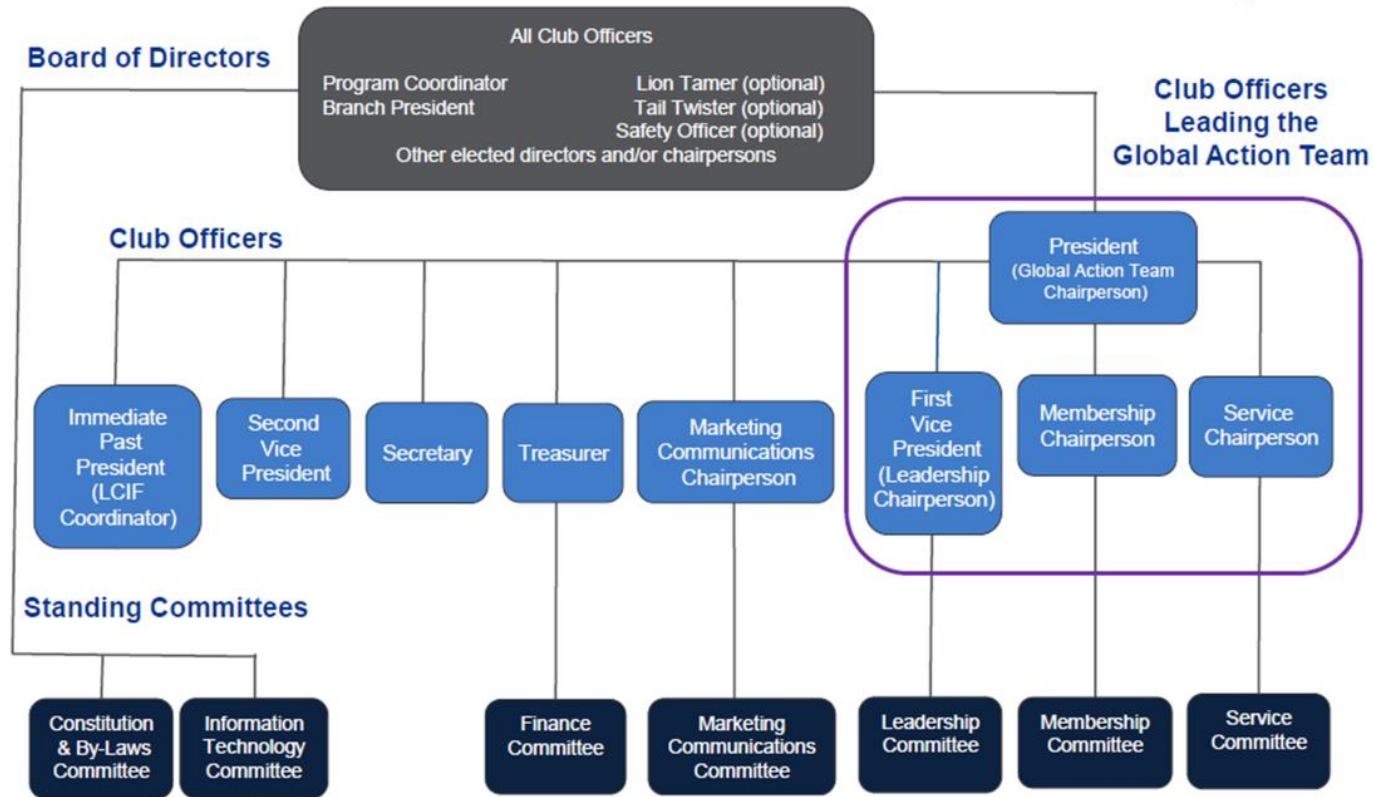 All Club Officers
Board of Directors
Program Coordinator
Lion Tamer (optional)
Branch President
Tail Twister (optional)
Safety Officer (optional)
Other elected directors and/or chairpersons
Club Officers
Leading the
Global Action Team
Club Officers
President
(Global Action Team
Chairperson)
Immediate
Past
President
(LCIF
Coordinator)
Second
Vice
President
Secretary
Treasurer
Marketing
Communications
Chairperson
First
Vice
President
(Leadership
Chairperson)
Membership
Chairperson
Service
Chairperson
Standing Committees
Constitution
& By-Laws
Committee
Information
Technology
Committee
Finance
Committee
Marketing
Communications
Committee
Leadership
Committee
Membership
Committee
Service
Committee